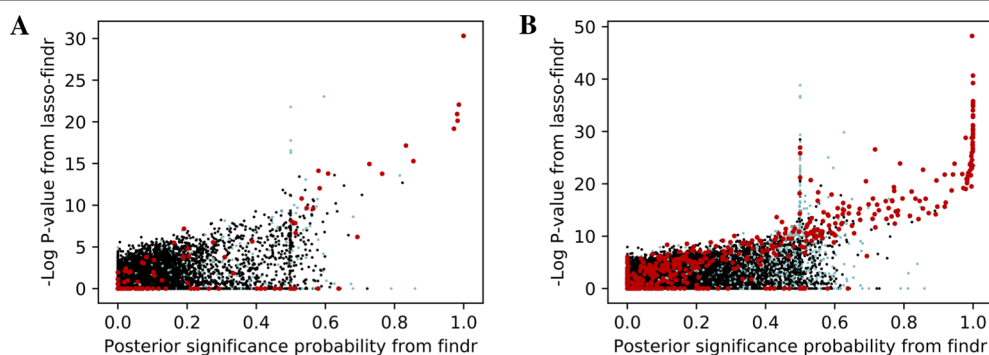 A
-Log P-value from lasso-findr
30
25
20
15
10
5
0
0.0 0.2 0.4 0.6 0.8 1.0
Posterior significance probability from findr
B
-Log P-value from lasso-findr
50
40
30
20
10
0
0.0 0.2 0.4 0.6 0.8 1.0
Posterior significance probability from findr